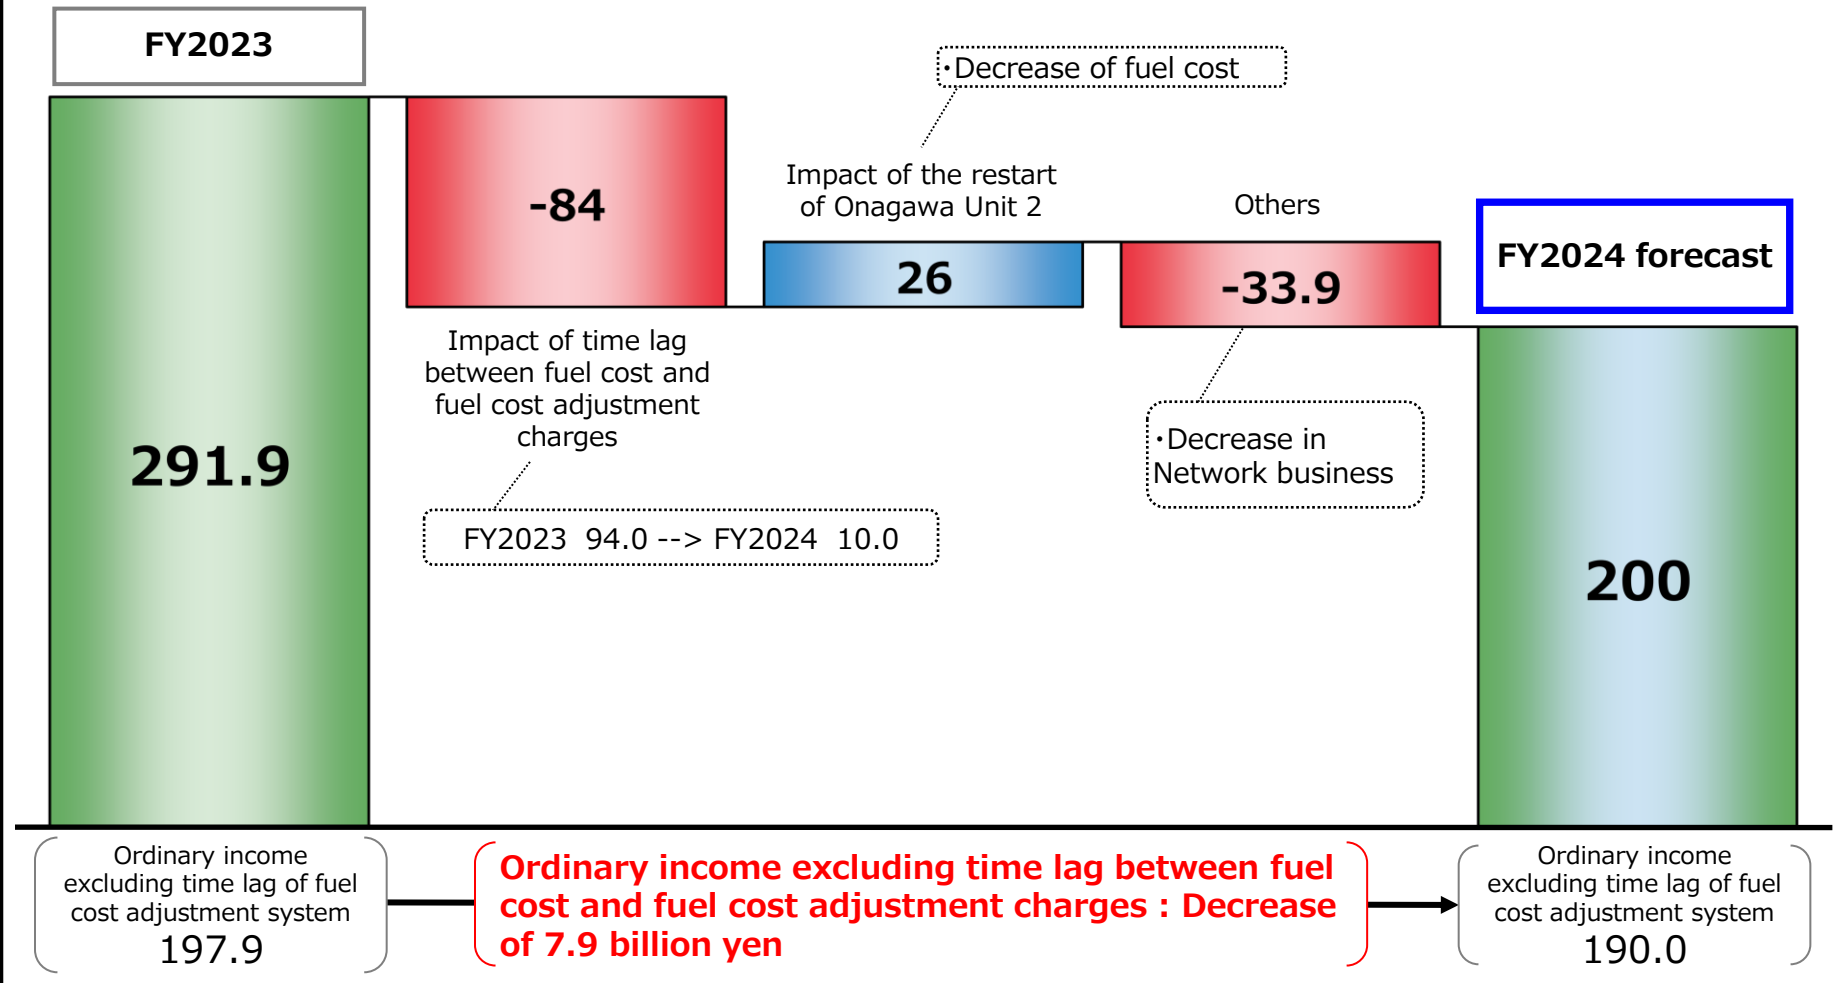 FY2023
・Decrease of fuel cost
-84
Impact of the restart
of Onagawa Unit 2
Others
FY2024 forecast
26
-33.9
Impact of time lag
between fuel cost and
fuel cost adjustment
charges
291.9
・Decrease in
Network business
FY2023 94.0 --> FY2024 10.0
200
Ordinary income
excluding time lag of fuel
cost adjustment system
197.9
Ordinary income excluding time lag between fuel
cost and fuel cost adjustment charges : Decrease
of 7.9 billion yen
Ordinary income
excluding time lag of fuel
cost adjustment system
190.0